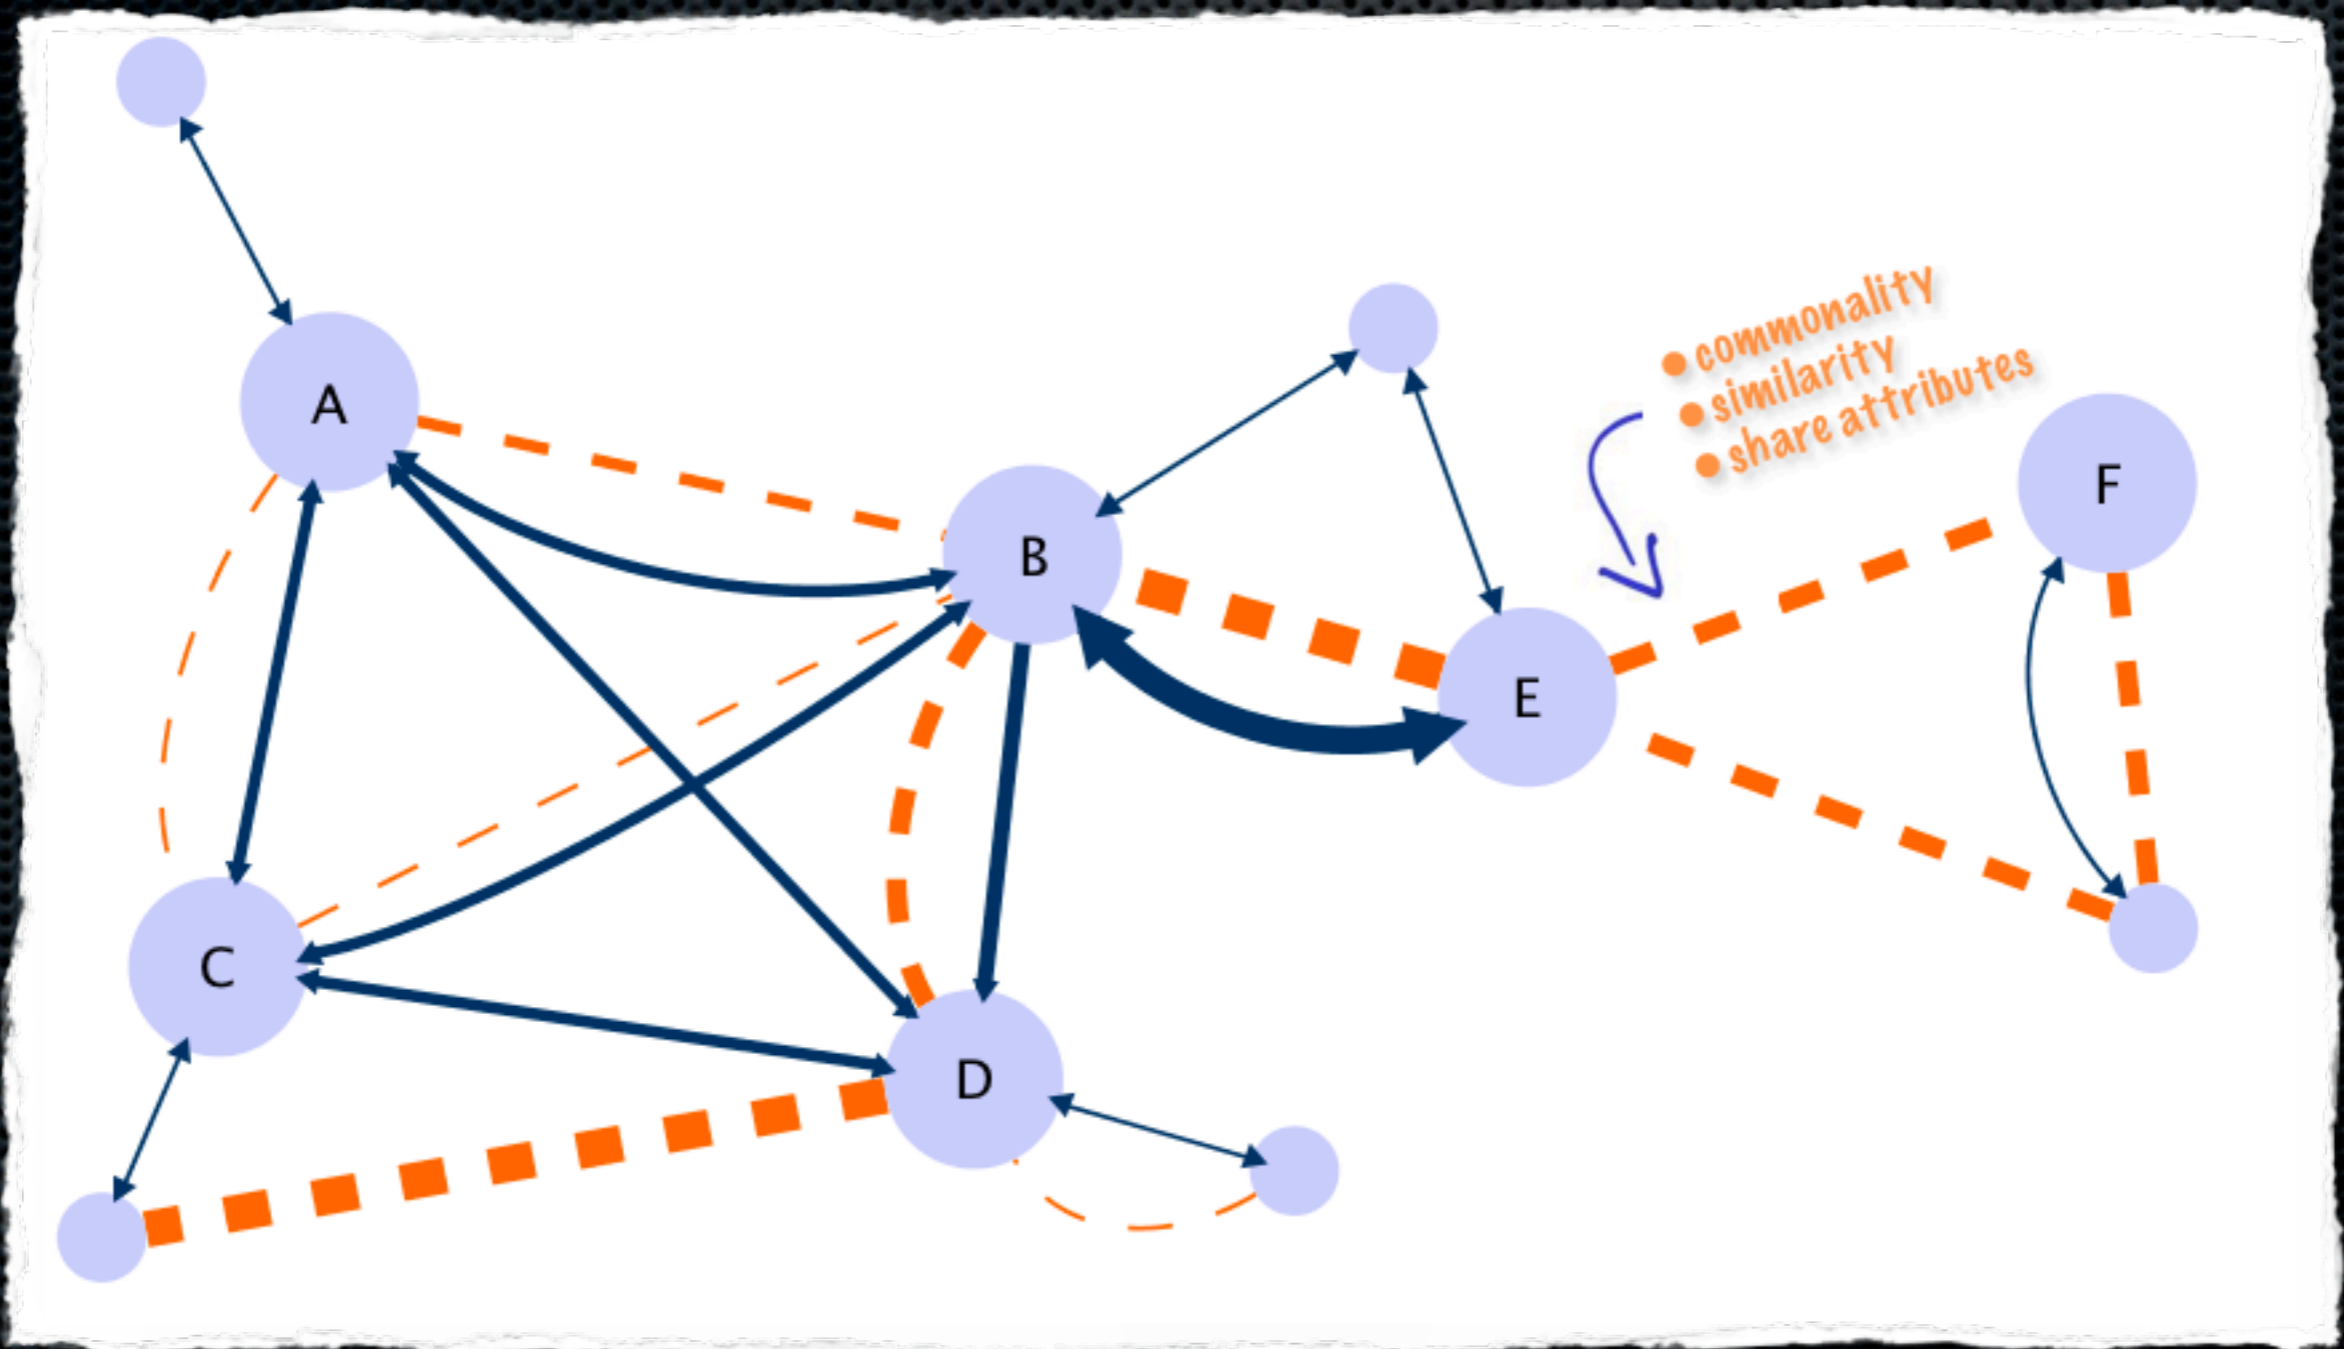 A
B
C
D
E
F
• commonality
• similarity
• share attributes